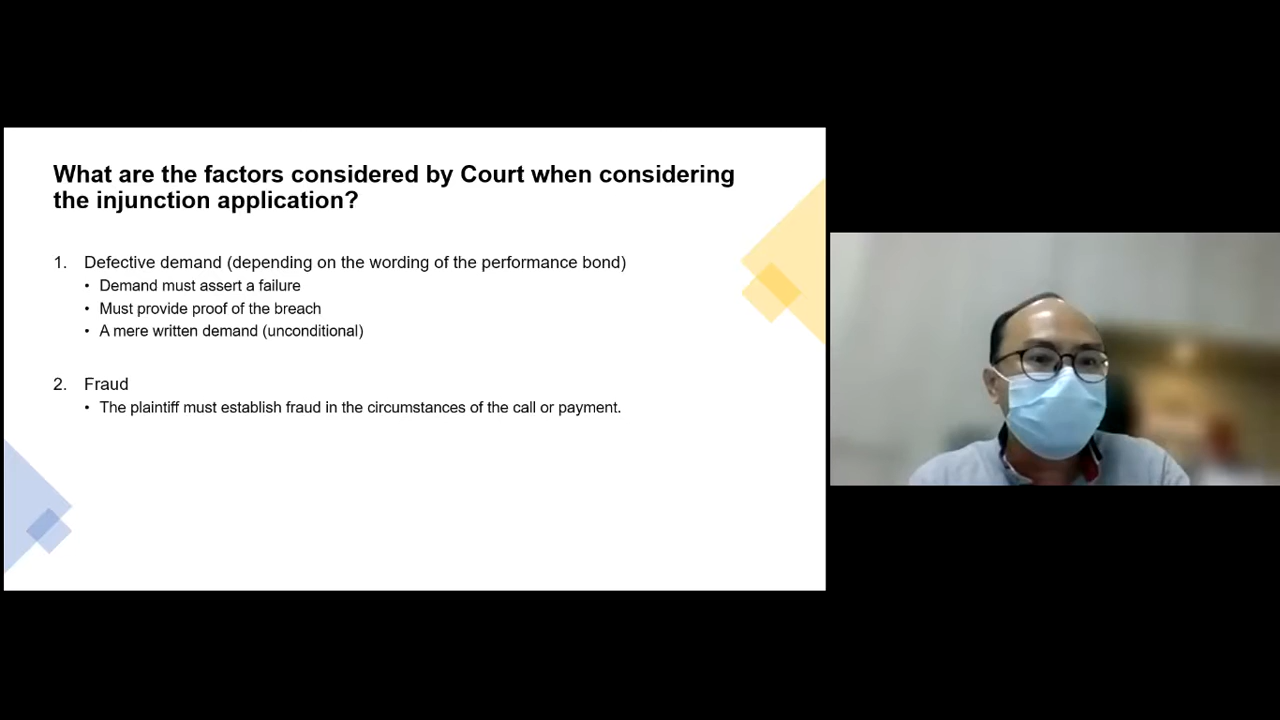 What are the factors considered by Court when considering
the injunction application?
1. Defective demand (depending on the wording of the performance bond)
• Demand must assert a failure
• Must provide proof of the breach
• A mere written demand (unconditional)
2. Fraud
• The plaintiff must establish fraud in the circumstances of the call or payment.